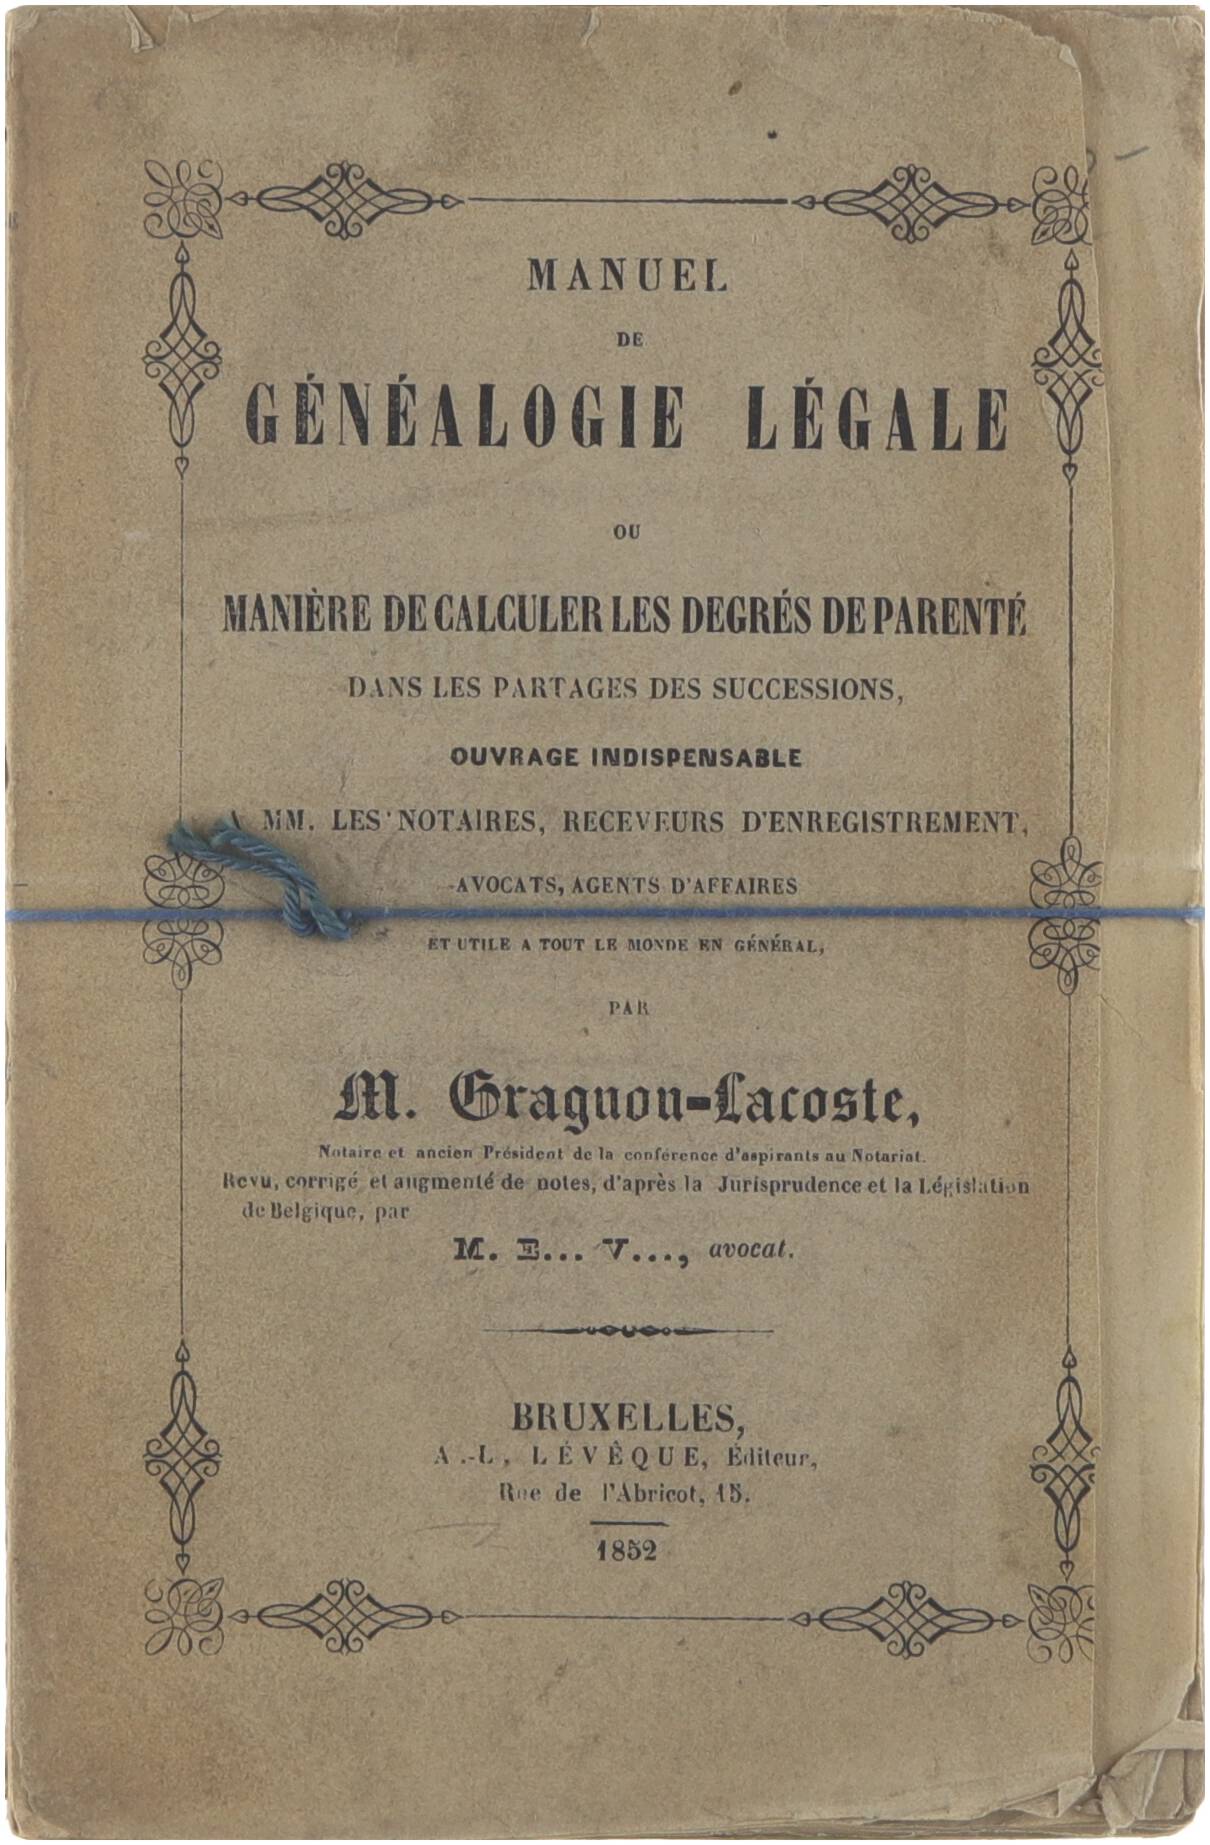 MANUEL
DE
GÉNÉALOGIE LÉGALE
OU
MANIÈRE DE CALCULER LES DEGRÉS DE PARENTÉ
DANS LES PARTAGES DES SUCCESSIONS,
OUVRAGE INDISPENSABLE
A MM. LES NOTAIRES, RECEVEURS D'ENREGISTREMENT,
AVOCATS, AGENTS D'AFFAIRES
ET UTILE A TOUT LE MONDE EN GÉNÉRAL,
PAR
M. Gragnon-Lacoste,
Notaire et ancien Président de la conférence d'aspirants au Notariat.
Revu, corrigé et augmenté de notes, d'après la Jurisprudence et la Législation
de Belgique, par
M. E... V..., avocat.
BRUXELLES,
A.-L. LÉVÊQUE, Éditeur,
Rue de l'Abricot, 15.
1852